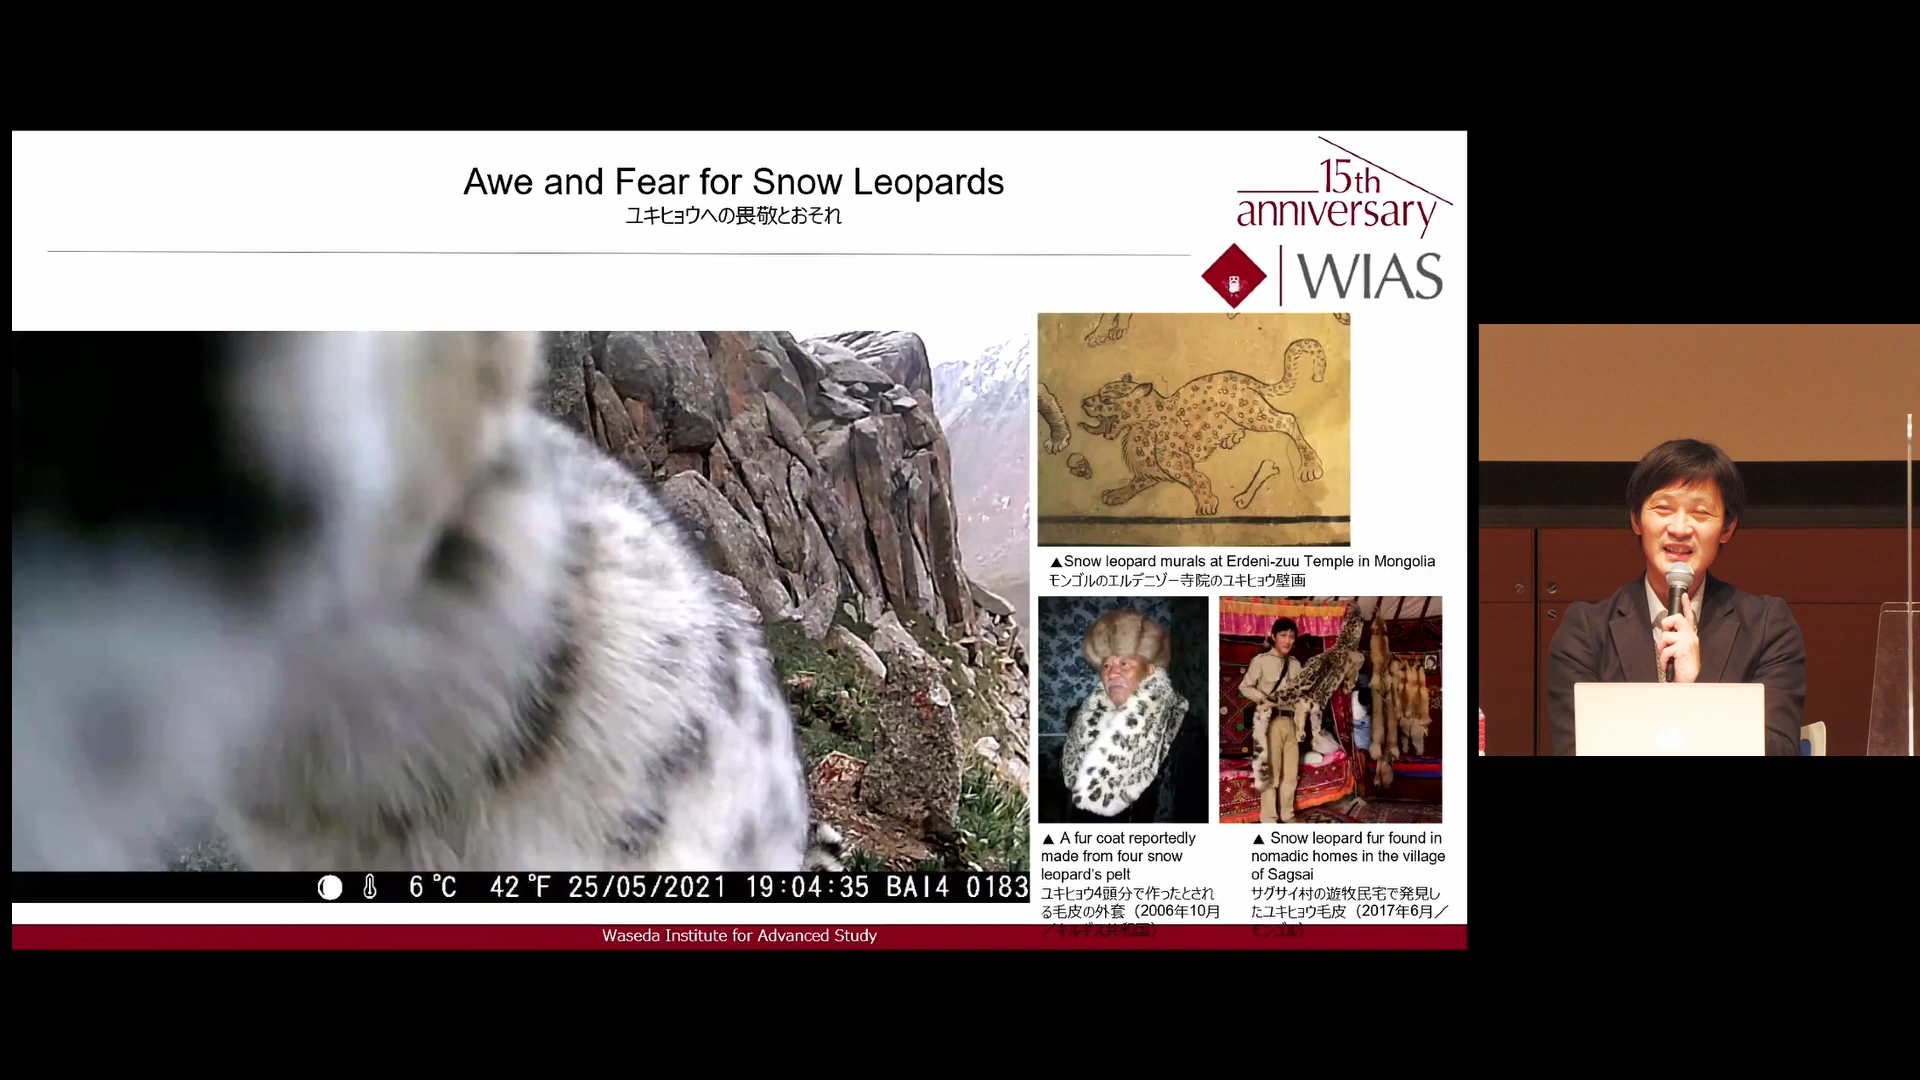 Awe and Fear for Snow Leopards
ユキヒョウへの畏敬とおそれ
15th
anniversary
WIAS
▲Snow leopard murals at Erdeni-zuu Temple in Mongolia
モンゴルのエルデニゾー寺院のユキヒョウ壁画
▲ A fur coat reportedly
made from four snow
leopard's pelt
ユキヒョウ4頭分で作ったとされ
る毛皮の外套（2006年10月
／キルギス共和国）
▲ Snow leopard fur found in
nomadic homes in the village
of Sagsai
サグサイ村の遊牧民宅で発見し
たユキヒョウ毛皮（2017年6月／
モンゴル）
6°C 42°F 25/05/2021 19:04:35 BAI4 0183
Waseda Institute for Advanced Study